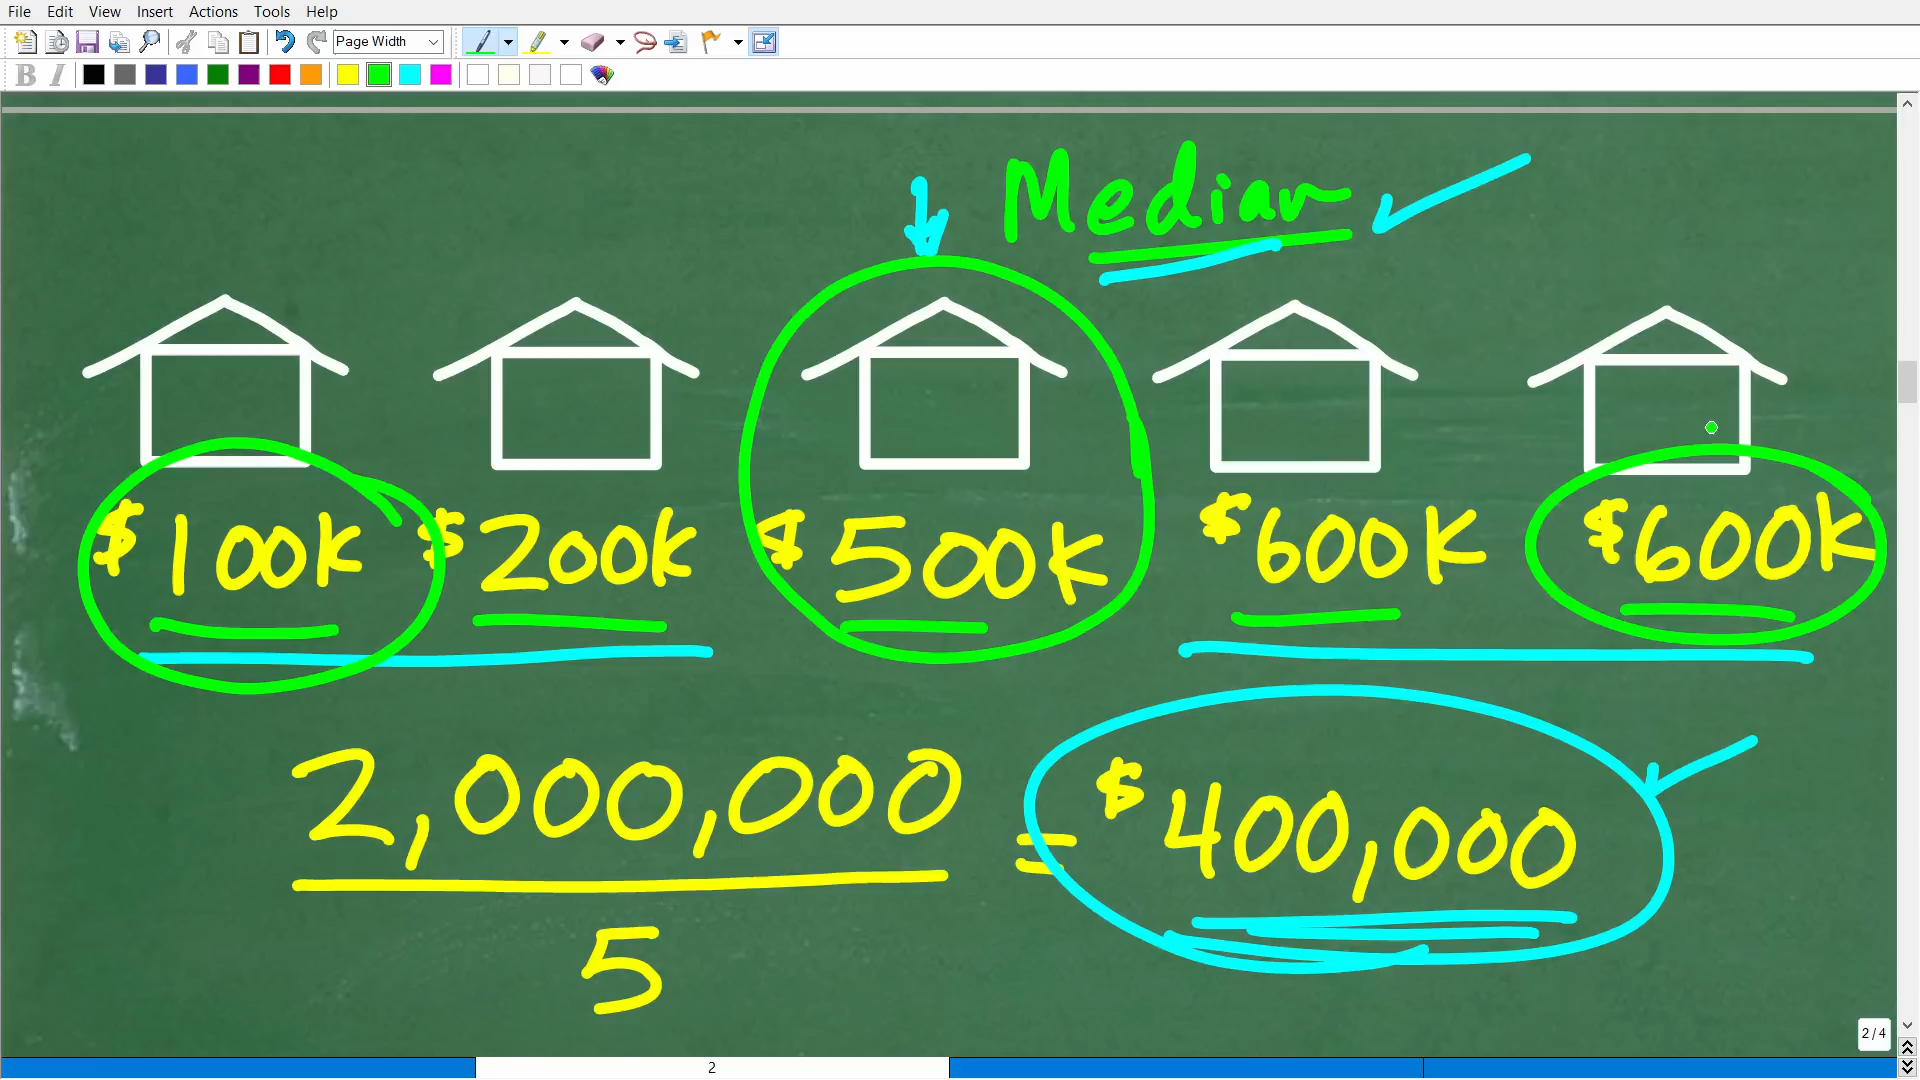 File Edit View Insert Actions Tools Help
Page Width
B I
Median
$100K $200K $500K $600K $600K
2,000,000 = $400,000
5
2/4
2